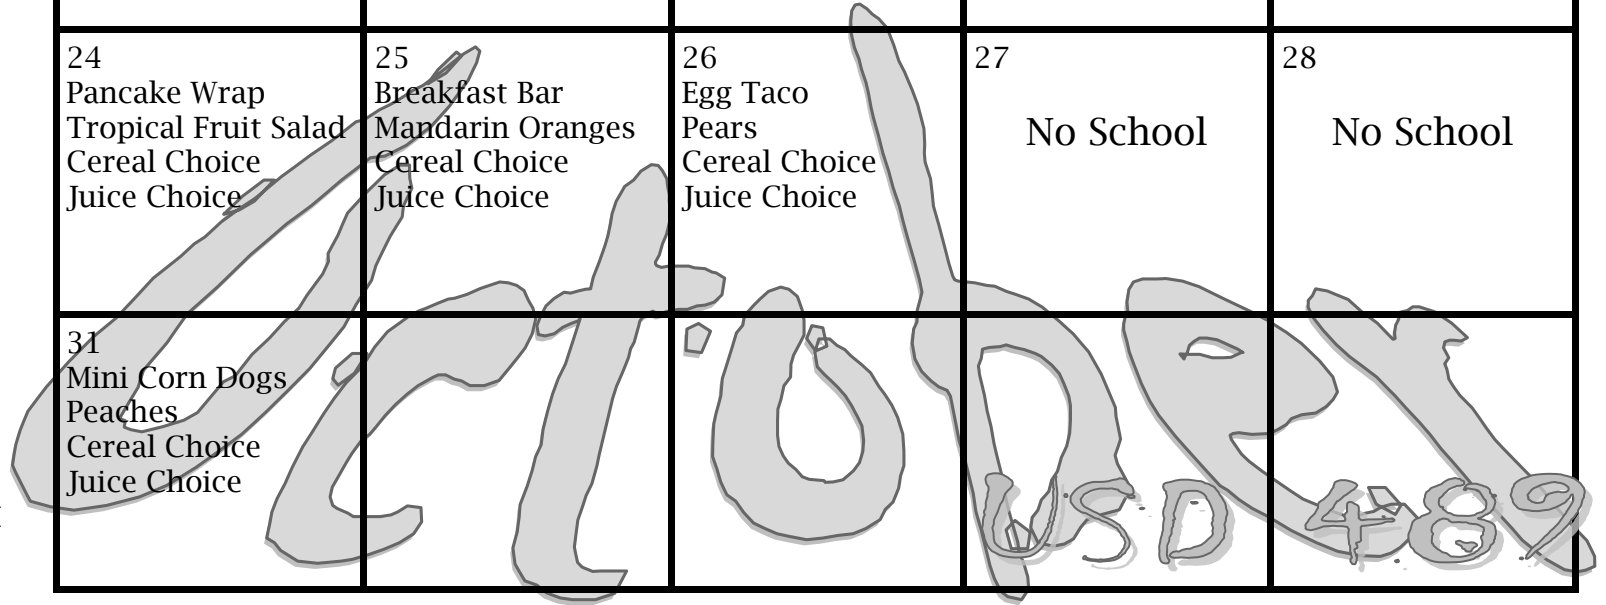 24
Pancake Wrap
Tropical Fruit Salad
Cereal Choice
Juice Choice
25
Breakfast Bar
Mandarin Oranges
Cereal Choice
Juice Choice
26
Egg Taco
Pears
Cereal Choice
Juice Choice
27
No School
28
No School
31
Mini Corn Dogs
Peaches
Cereal Choice
Juice Choice
October
USD 489